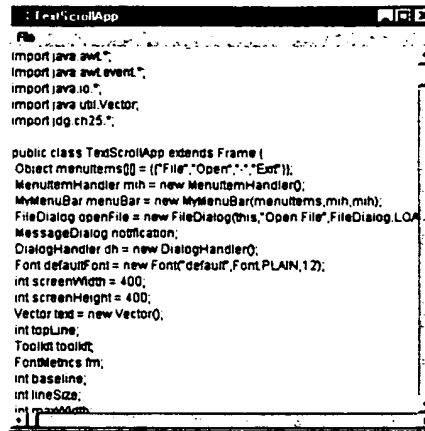 TextScrollApp
File
import java.awt.*;
import java.awt.event.*;
import java.io.*;
import java.util.Vector;
import jdg.ch25.*;
public class TextScrollApp extends Frame {
Object menuItems[][] = {{"File","Open","-","Exit"}};
MenuItemHandler mih = new MenuItemHandler();
MyMenuBar menuBar = new MyMenuBar(menuItems,mih,mih);
FileDialog openFile = new FileDialog(this,"Open File",FileDialog.LOA
MessageDialog notification;
DialogHandler dh = new DialogHandler();
Font defaultFont = new Font("default",Font.PLAIN,12);
int screenWidth = 400;
int screenHeight = 400;
Vector text = new Vector();
int topLine;
Toolkit toolkit;
FontMetrics fm;
int baseline;
int lineSize;
int maxWidth;